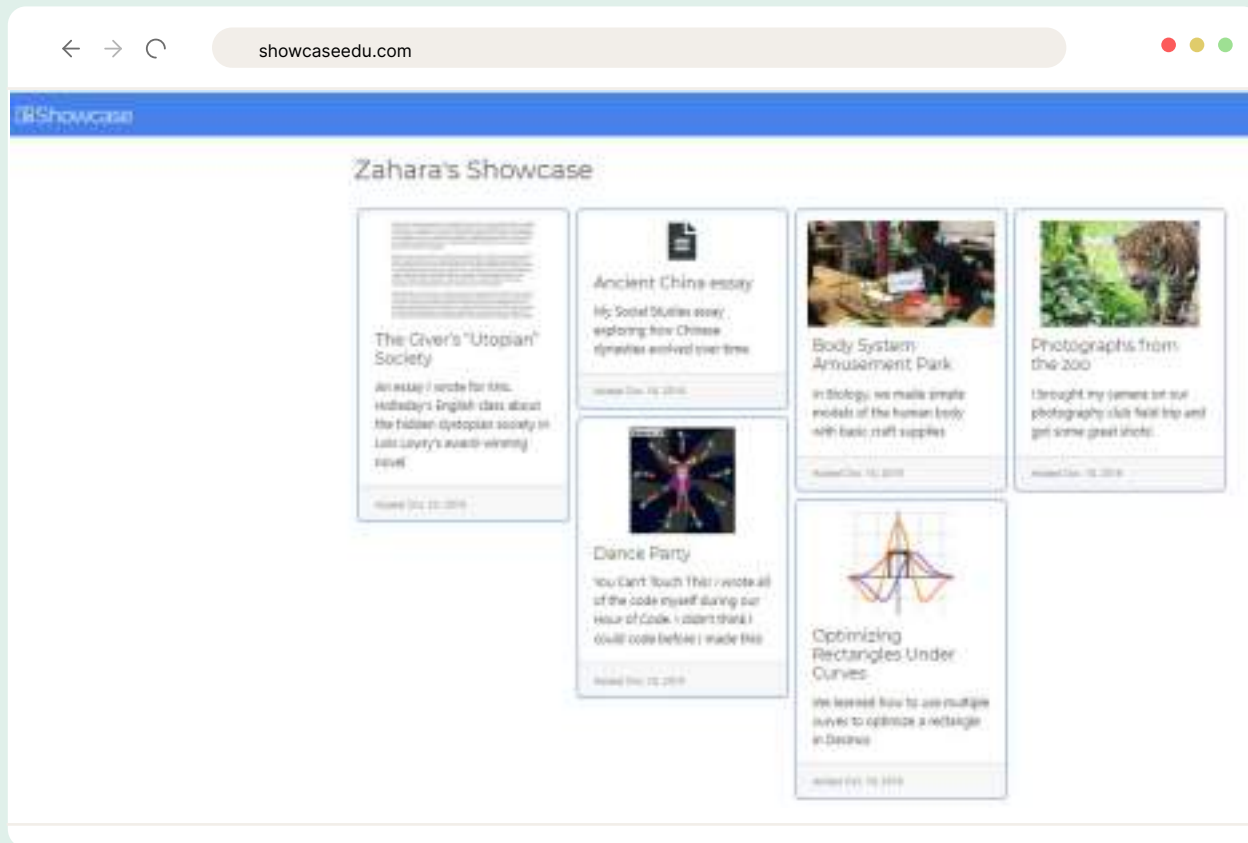 showcaseedu.com
Showcase
Zahara's Showcase
The Giver's "Utopian"
Society
An essay I wrote for Mrs.
Holladay's English class about
the hidden dystopian society in
Lois Lowry's award-winning
novel
Ancient China essay
My Social Studies essay
exploring how Chinese
dynasties evolved over time
Dance Party
You Can't Touch This! I wrote all
of the code myself during our
Hour of Code. I didn't think I
could code before I made this
Body System
Amusement Park
In Biology, we made simple
models of the human body
with basic craft supplies
Optimizing
Rectangles Under
Curves
We learned how to use multiple
curves to optimize a rectangle
in Desmos
Photographs from
the zoo
I brought my camera on our
photography club field trip and
got some great shots!